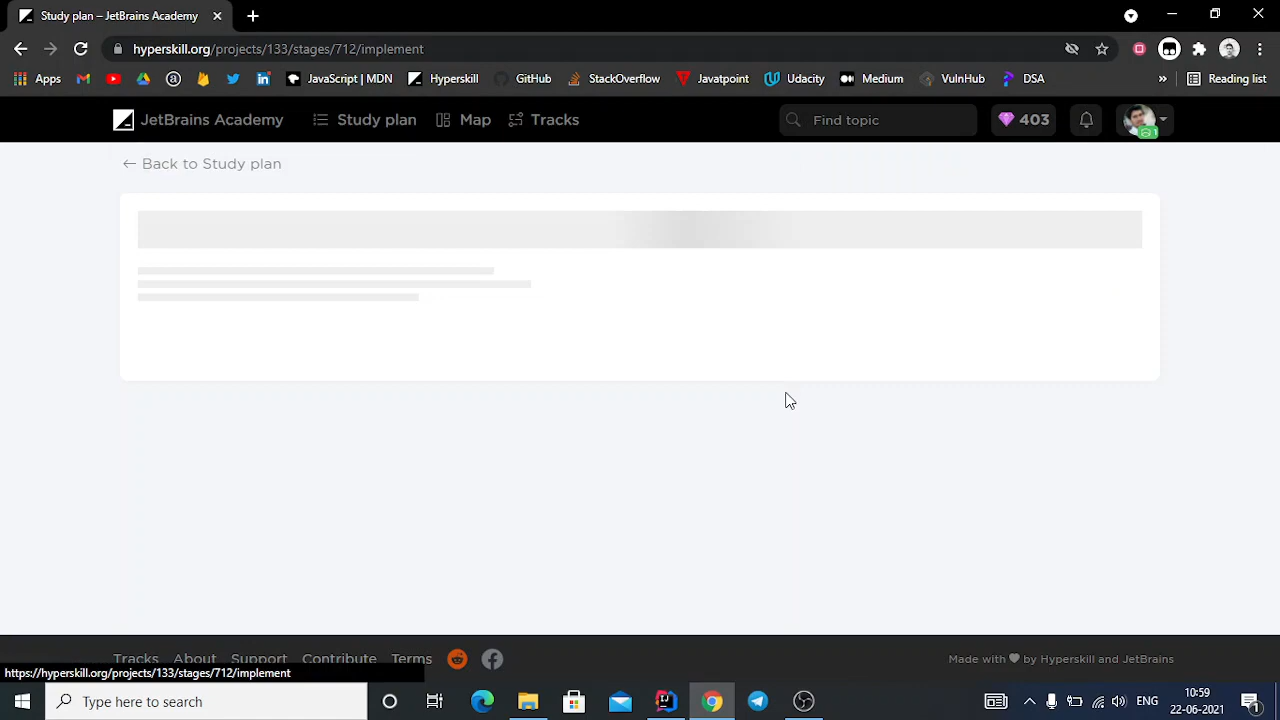 Study plan – JetBrains Academy
hyperskill.org/projects/133/stages/712/implement
Apps JavaScript | MDN Hyperskill GitHub StackOverflow Javapoint Udacity Medium VulnHub DSA » Reading list
JetBrains Academy Study plan Map Tracks Find topic 403 1
← Back to Study plan
Tracks About Support Contribute Terms Made with by Hyperskill and JetBrains
https://hyperskill.org/projects/133/stages/712/implement
Type here to search ENG 10:59
22-06-2021 1